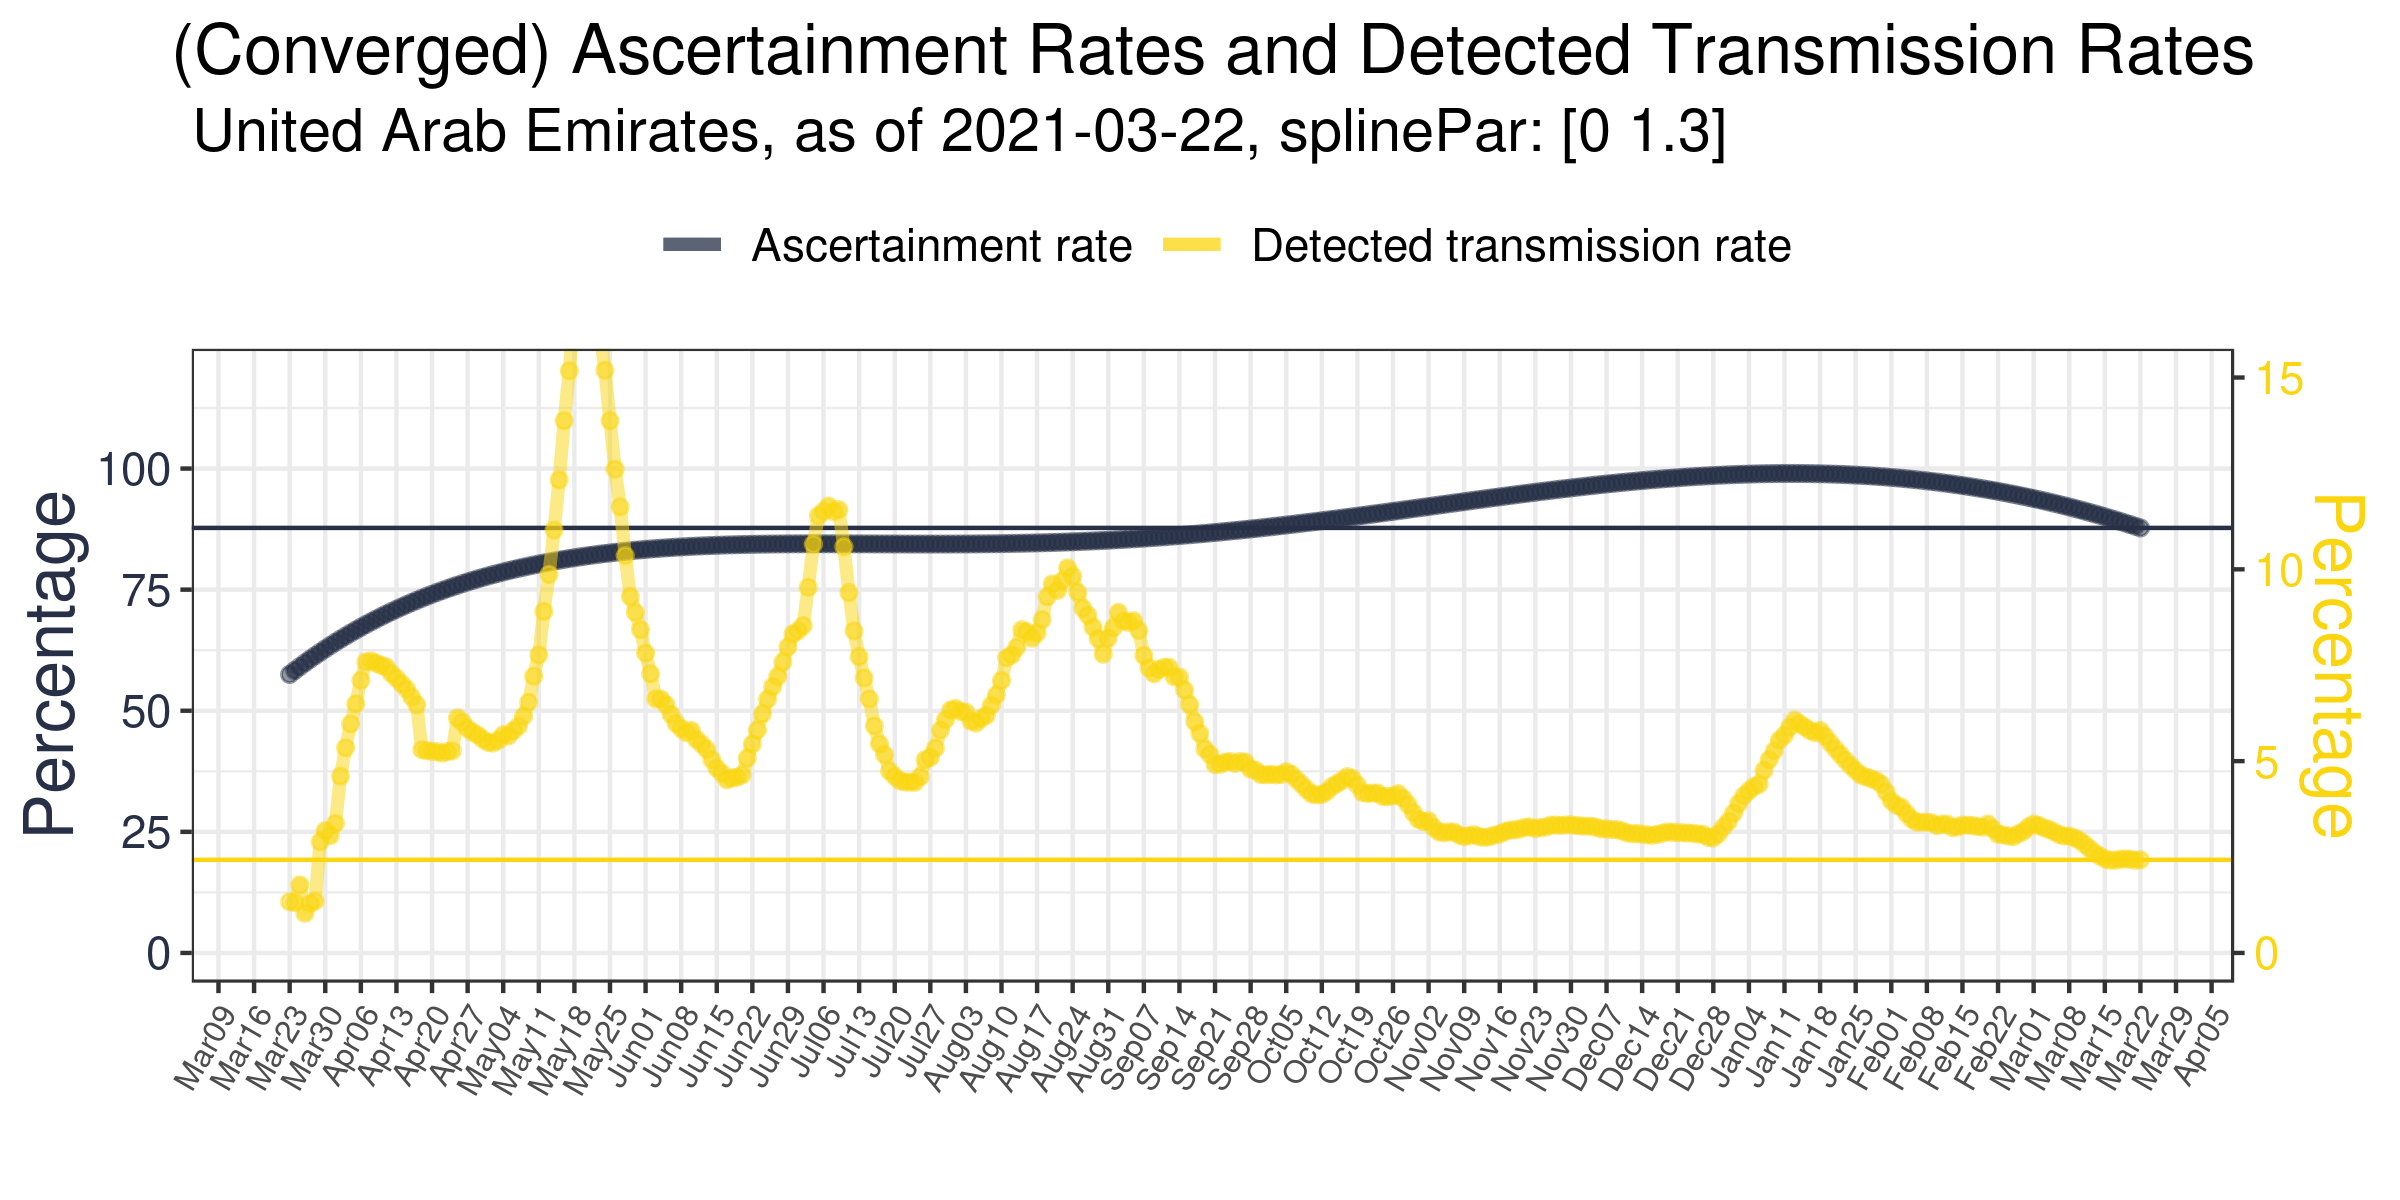 (Converged) Ascertainment Rates and Detected Transmission Rates
United Arab Emirates, as of 2021-03-22, splinePar: [0 1.3]
Ascertainment rate Detected transmission rate
Percentage
100
75
50
25
0
15
10
5
0
Percentage
Mar09 Mar16 Mar23 Mar30 Apr06 Apr13 Apr20 Apr27 May04 May11 May18 May25 Jun01 Jun08 Jun15 Jun22 Jun29 Jul06 Jul13 Jul20 Jul27 Aug03 Aug10 Aug17 Aug24 Aug31 Sep07 Sep14 Sep21 Sep28 Oct05 Oct12 Oct19 Oct26 Nov02 Nov09 Nov16 Nov23 Nov30 Dec07 Dec14 Dec21 Dec28 Jan04 Jan11 Jan18 Jan25 Feb01 Feb08 Feb15 Feb22 Mar01 Mar08 Mar15 Mar22 Mar29 Apr05